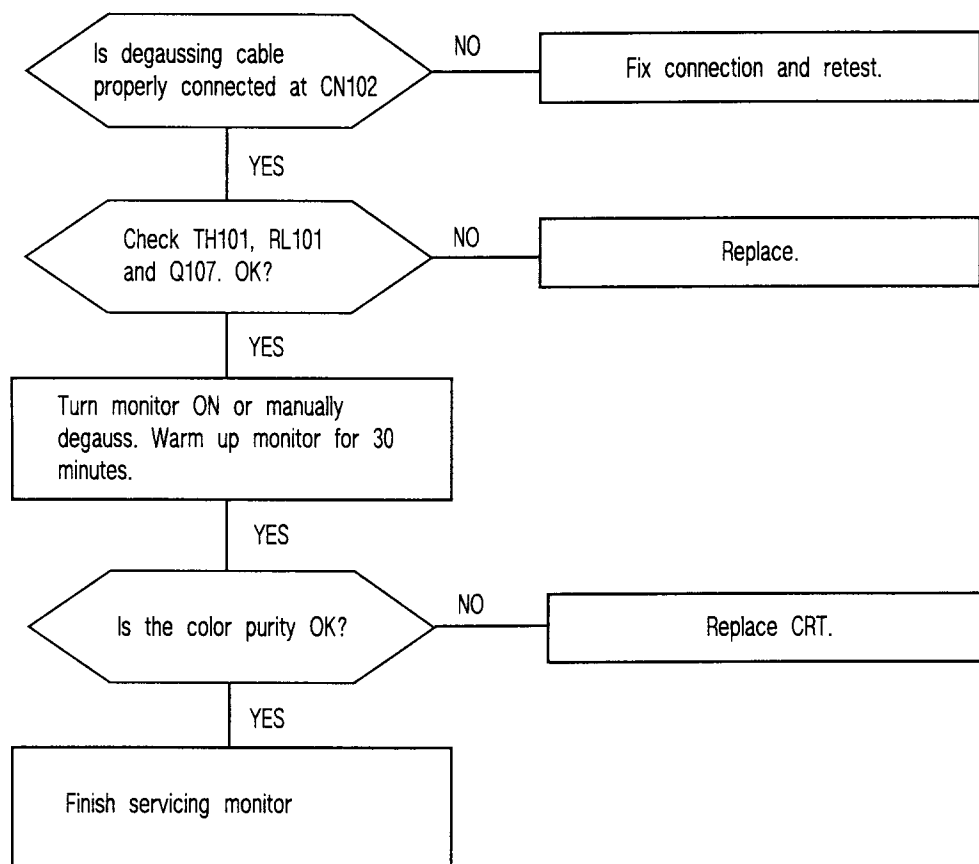 Is degaussing cable
properly connected at CN102
NO
Fix connection and retest.
YES
Check TH101, RL101
and Q107. OK?
NO
Replace.
YES
Turn monitor ON or manually
degauss. Warm up monitor for 30
minutes.
YES
Is the color purity OK?
NO
Replace CRT.
YES
Finish servicing monitor